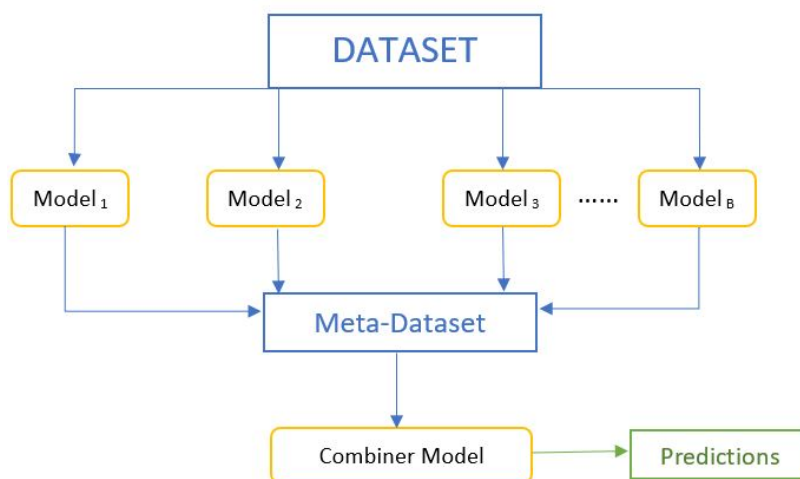 DATASET
Model 1
Model 2
Model 3
......
Model B
Meta-Dataset
Combiner Model
Predictions